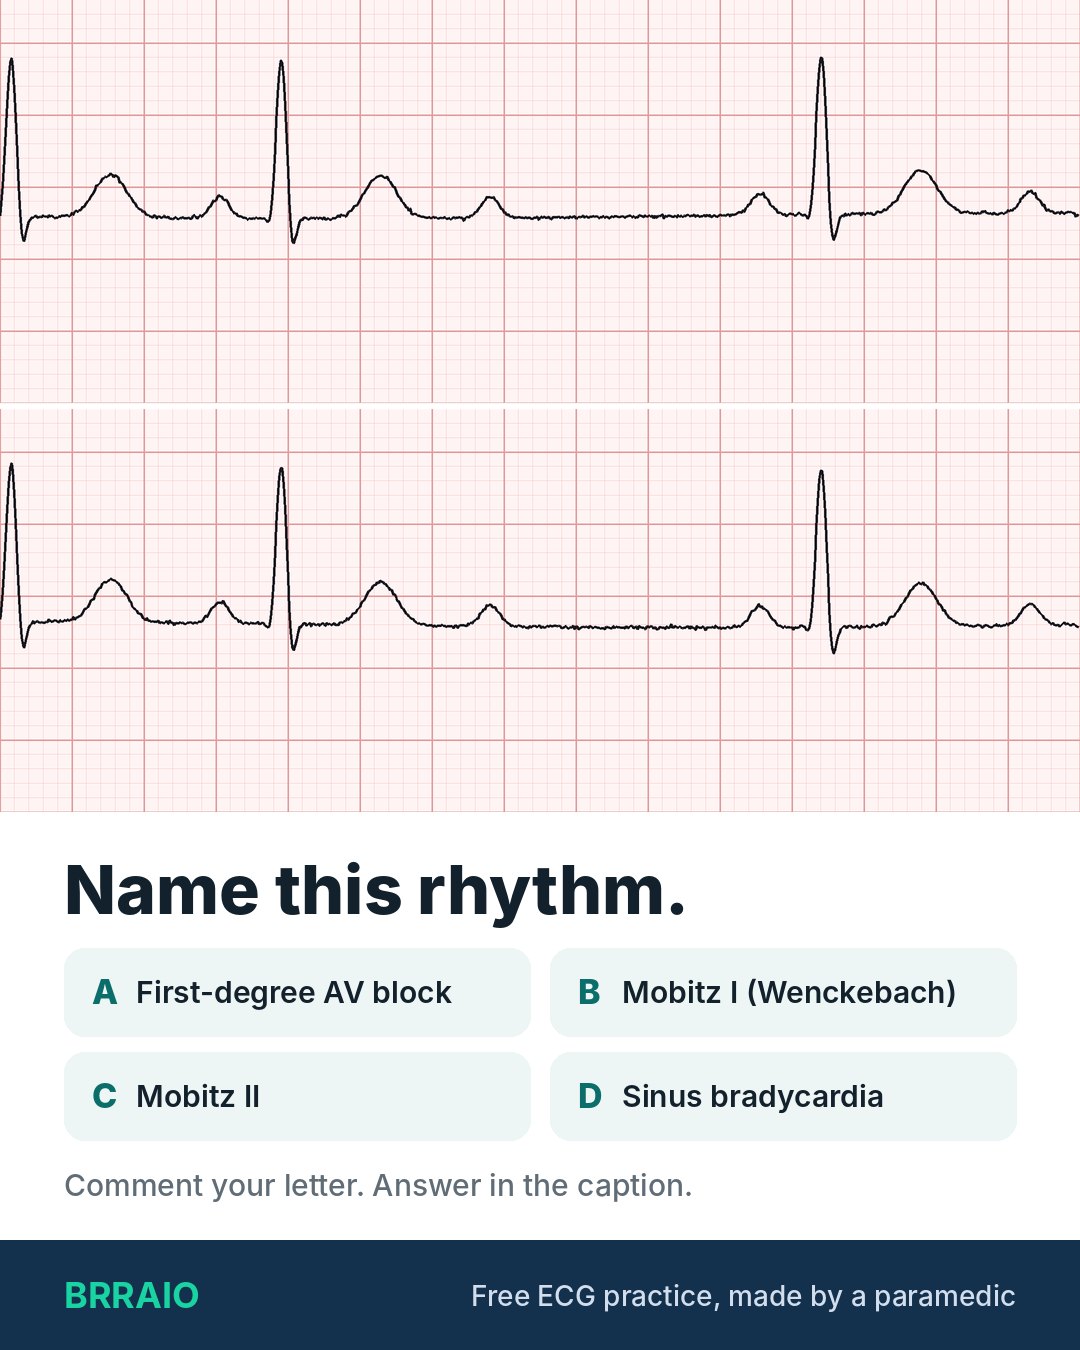 Name this rhythm.
A First-degree AV block
B Mobitz I (Wenckebach)
C Mobitz II
D Sinus bradycardia
Comment your letter. Answer in the caption.
BRRAIO
Free ECG practice, made by a paramedic